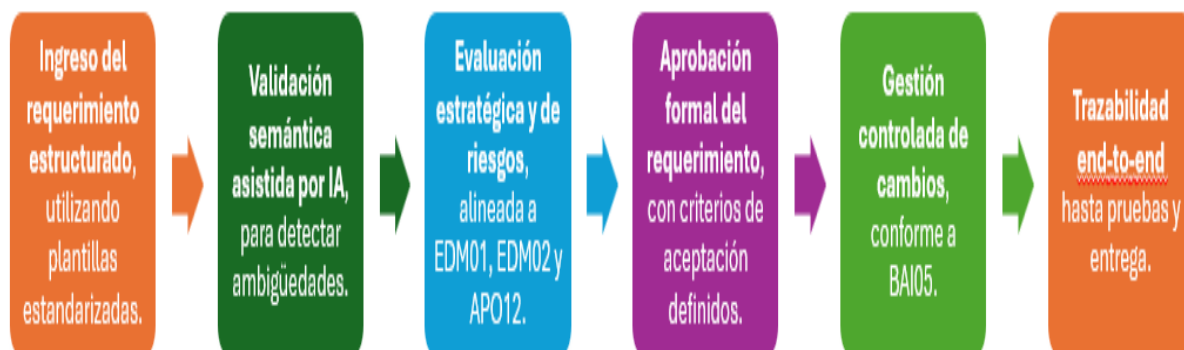 Ingreso del
requerimiento
estructurado,
utilizando
plantillas
estandarizadas.
Validación
semántica
asistida por IA,
para detectar
ambigüedades.
Evaluación
estratégica y de
riesgos,
alineada a
EDM01, EDM02 y
APO12.
Aprobación
formal del
requerimiento,
con criterios de
aceptación
definidos.
Gestión
controlada de
cambios,
conforme a
BAI05.
Trazabilidad
end-to-end
hasta pruebas y
entrega.